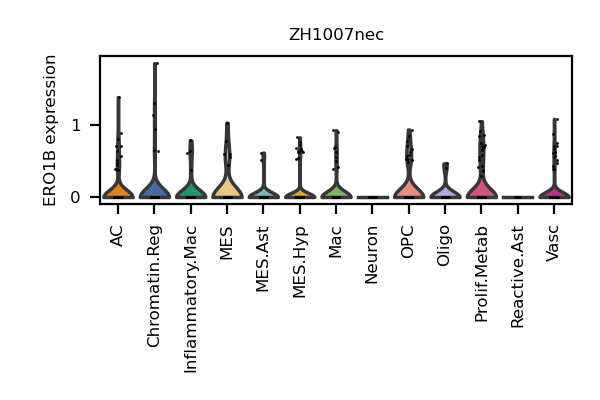 ZH1007nec
ERO1B expression
1
0
AC
Chromatin.Reg
Inflammatory.Mac
MES
MES.Ast
MES.Hyp
Mac
Neuron
OPC
Oligo
Prolif.Metab
Reactive.Ast
Vasc